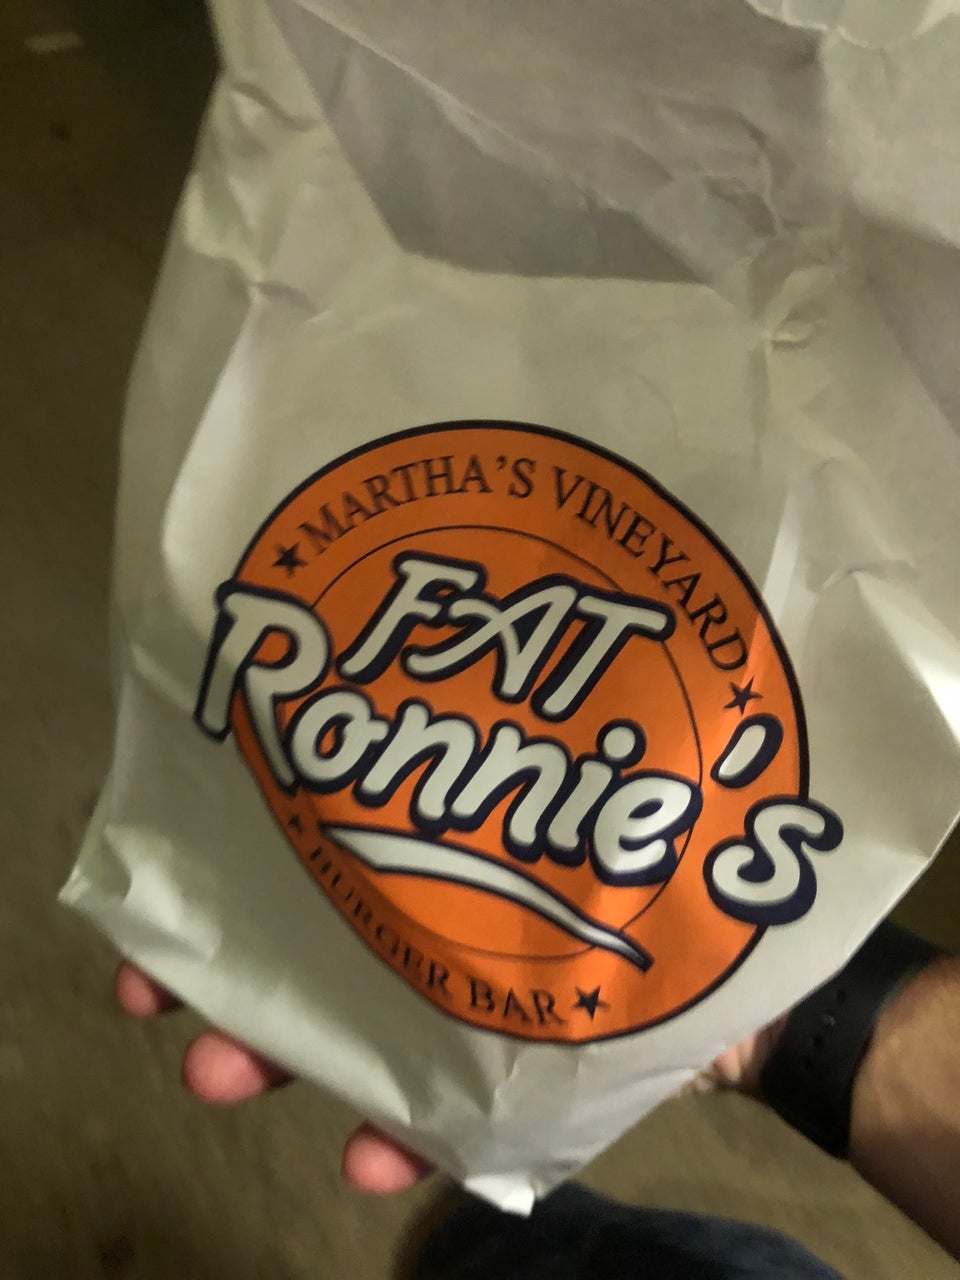 ★ MARTHA'S VINEYARD ★
FAT
Ronnie's
★ BURGER BAR ★